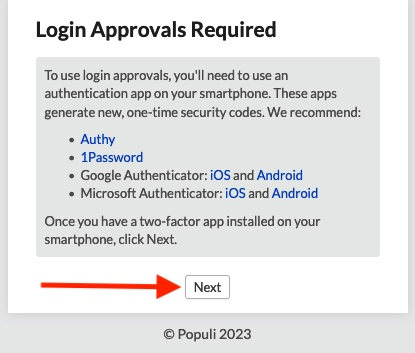 Login Approvals Required
To use login approvals, you'll need to use an
authentication app on your smartphone. These apps
generate new, one-time security codes. We recommend:
• Authy
• 1Password
• Google Authenticator: iOS and Android
• Microsoft Authenticator: iOS and Android
Once you have a two-factor app installed on your
smartphone, click Next.
Next
© Populi 2023